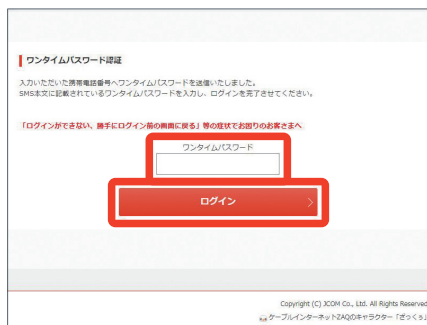 ワンタイムパスワード認証
入力いただいた携帯電話番号へワンタイムパスワードを送信いたしました。
SMS本文に記載されているワンタイムパスワードを入力し、ログインを完了させてください。
「ログインができない、勝手にログイン前の画面に戻る」等の症状でお困りのお客さまへ
ワンタイムパスワード
ログイン
Copyright (C) JCOM Co., Ltd. All Rights Reserved
ケーブルインターネットZAQのキャラクター「ざっくぅ」